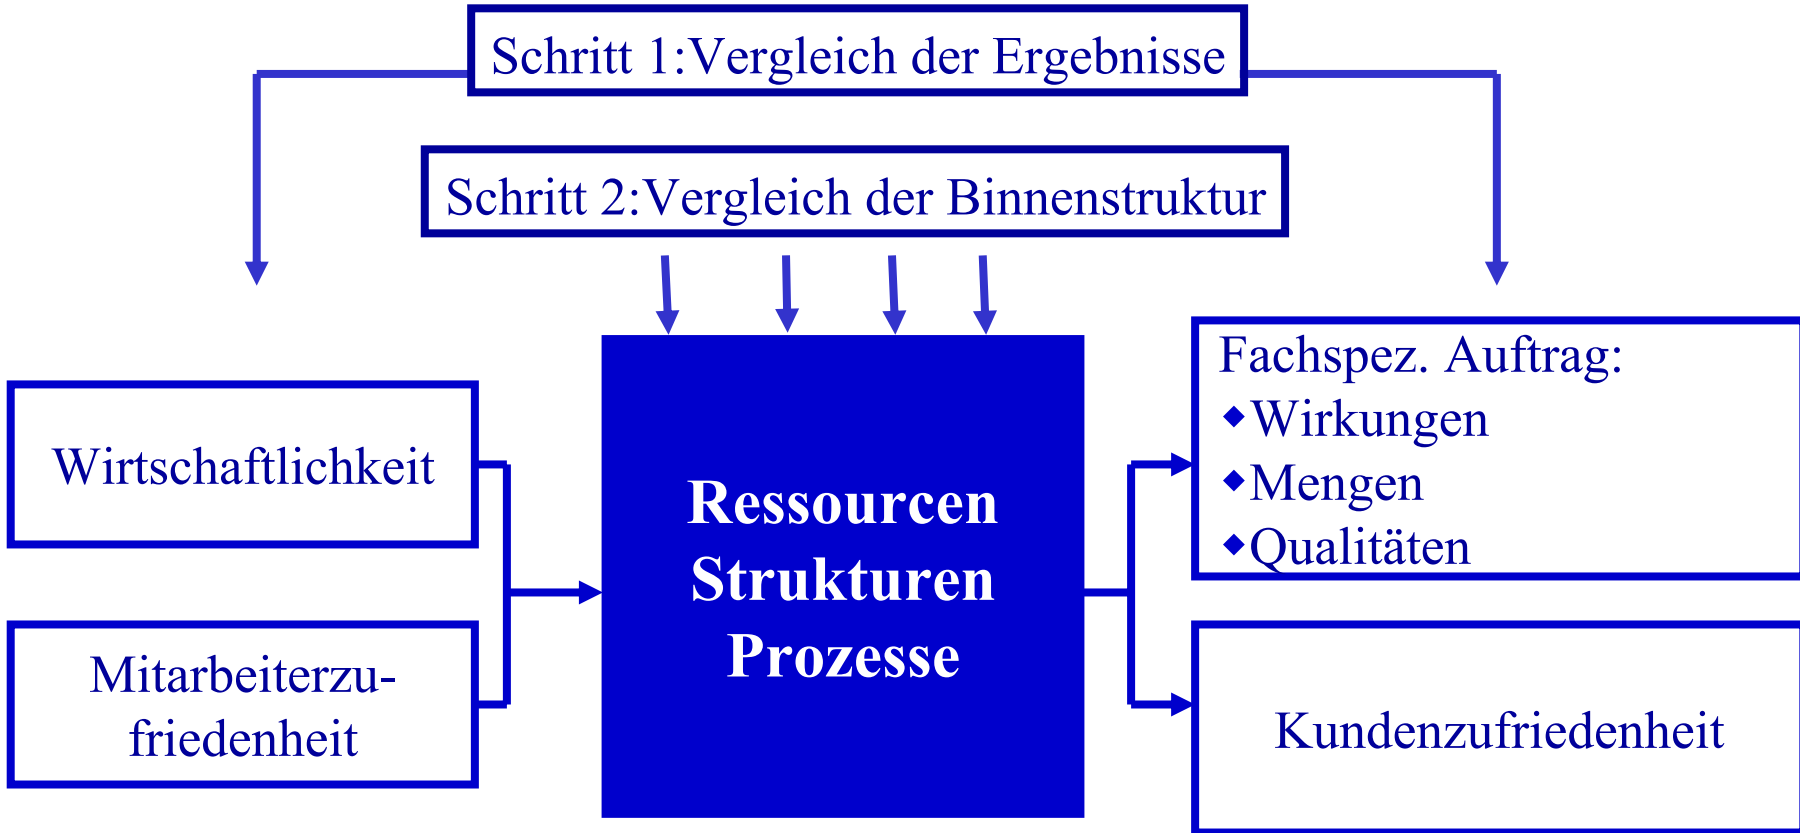 Schritt 1:Vergleich der Ergebnisse
Schritt 2:Vergleich der Binnenstruktur
Wirtschaftlichkeit
Mitarbeiterzu-
friedenheit
Ressourcen
Strukturen
Prozesse
Fachspez. Auftrag:
◆Wirkungen
◆Mengen
◆Qualitäten
Kundenzufriedenheit